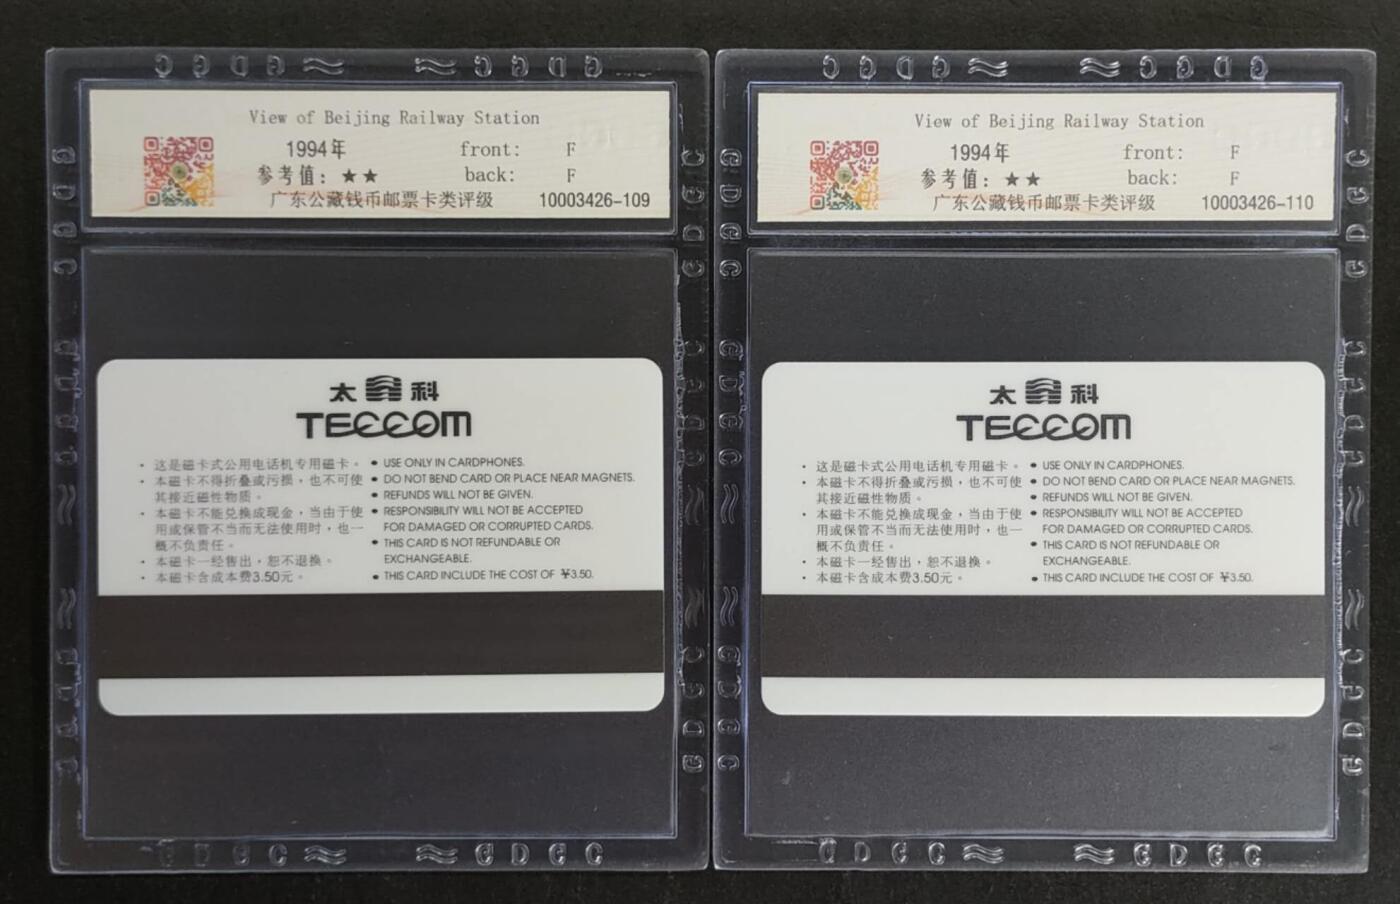 View of Beijing Railway Station
1994年 front: F
参考值：★★ back: F
广东公藏钱币邮票卡类评级 10003426-109
太 科
TECCOM
· 这是磁卡式公用电话机专用磁卡。
· 本磁卡不得折叠或污损，也不可使
其接近磁性物质。
· 本磁卡不能兑换成现金，当由于使
用或保管不当而无法使用时，也一
概不负责任。
· 本磁卡一经售出，恕不退换。
· 本磁卡含成本费3.50元。
● USE ONLY IN CARDPHONES.
● DO NOT BEND CARD OR PLACE NEAR MAGNETS.
● REFUNDS WILL NOT BE GIVEN.
● RESPONSIBILITY WILL NOT BE ACCEPTED
FOR DAMAGED OR CORRUPTED CARDS.
● THIS CARD IS NOT REFUNDABLE OR
EXCHANGEABLE.
● THIS CARD INCLUDE THE COST OF ¥3.50.
View of Beijing Railway Station
1994年 front: F
参考值：★★ back: F
广东公藏钱币邮票卡类评级 10003426-110
太 科
TECCOM
· 这是磁卡式公用电话机专用磁卡。
· 本磁卡不得折叠或污损，也不可使
其接近磁性物质。
· 本磁卡不能兑换成现金，当由于使
用或保管不当而无法使用时，也一
概不负责任。
· 本磁卡一经售出，恕不退换。
· 本磁卡含成本费3.50元。
● USE ONLY IN CARDPHONES.
● DO NOT BEND CARD OR PLACE NEAR MAGNETS.
● REFUNDS WILL NOT BE GIVEN.
● RESPONSIBILITY WILL NOT BE ACCEPTED
FOR DAMAGED OR CORRUPTED CARDS.
● THIS CARD IS NOT REFUNDABLE OR
EXCHANGEABLE.
● THIS CARD INCLUDE THE COST OF ¥3.50.